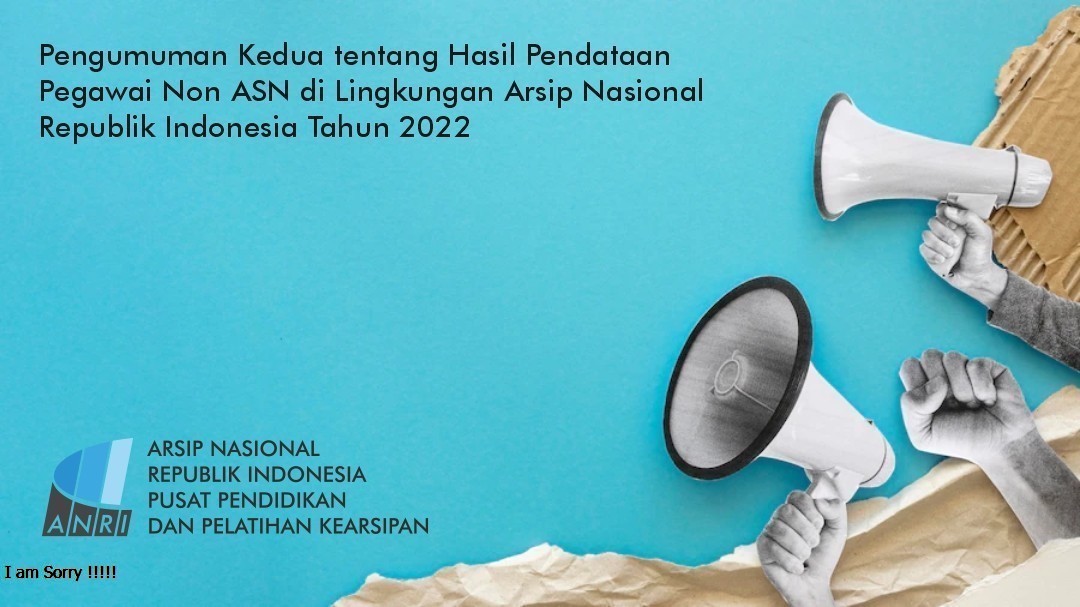 Pengumuman Kedua tentang Hasil Pendataan
Pegawai Non ASN di Lingkungan Arsip Nasional
Republik Indonesia Tahun 2022
ARSIP NASIONAL
REPUBLIK INDONESIA
PUSAT PENDIDIKAN
DAN PELATIHAN KEARSIPAN
ANRI
I am Sorry !!!!!